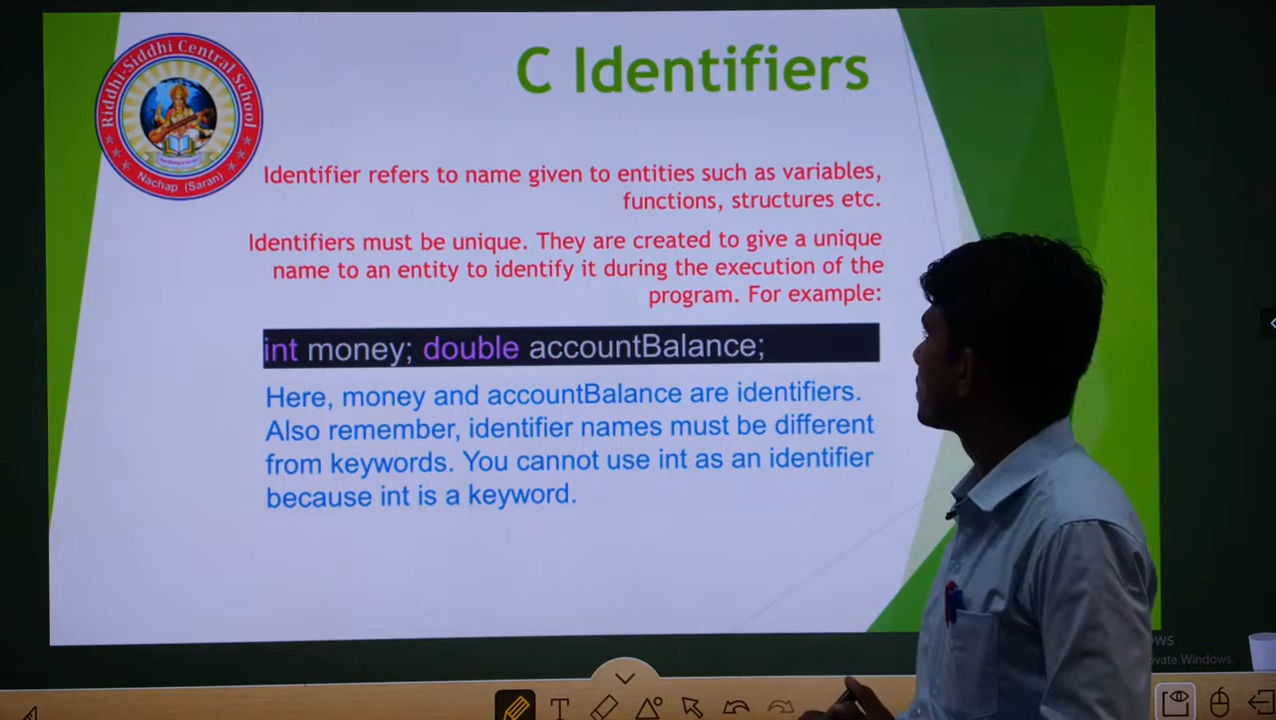 Riddhi-Siddhi Central School
Nachap (Saran)
C Identifiers
Identifier refers to name given to entities such as variables,
functions, structures etc.
Identifiers must be unique. They are created to give a unique
name to an entity to identify it during the execution of the
program. For example:
int money; double accountBalance;
Here, money and accountBalance are identifiers.
Also remember, identifier names must be different
from keywords. You cannot use int as an identifier
because int is a keyword.
ows
ivate Windows.
T